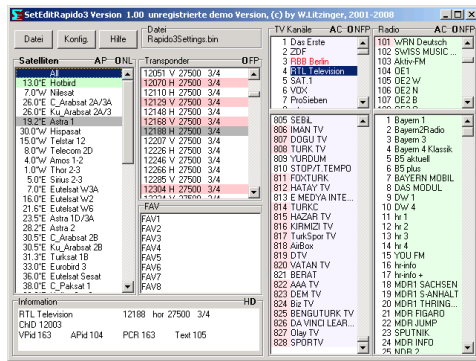 SetEditRapido3 Version 1.00 unregistrierte demo Version, (c) by W.Litzinger, 2001-2008
Datei
Konfig.
Hilfe
Datei
Rapido3Settings.bin
Satelliten AP ONL
All
13.0°E Hotbird
7.0°W Nilesat
26.0°E C_Arabsat 2A/3A
26.0°E Ku_Arabsat 2A/3A
19.2°E Astra 1
30.0°W Hispasat
15.0°W Telstar 12
8.0°W Telecom 2D
4.0°W Amos 1-2
1.0°W Thor 2-3
5.0°E Sirius 2-3
7.0°E Eutelsat W3A
16.0°E Eutelsat W2
21.6°E Eutelsat W6
23.5°E Astra 1D/3A
28.2°E Astra 2
30.5°E C_Arabsat 2B
30.5°E Ku_Arabsat 2B
31.3°E Turksat 1B
33.0°E Eurobird 3
36.0°E Eutelsat Sesat
38.0°E C_Paksat 1
Transponder OFP
12051 V 27500 3/4
12070 H 27500 3/4
12110 H 27500 3/4
12129 V 27500 3/4
12148 H 27500 3/4
12168 V 27500 3/4
12188 H 27500 3/4
12207 V 27500 3/4
12226 H 27500 3/4
12246 V 27500 3/4
12265 H 27500 3/4
12285 V 27500 3/4
12304 H 27500 3/4
FAV
FAV1
FAV2
FAV3
FAV4
FAV5
FAV6
FAV7
FAV8
TV Kanäle AC ONFP
1 Das Erste
2 ZDF
3 RBB Berlin
4 RTL Television
5 SAT.1
6 VOX
7 ProSieben
805 SEBIL
806 IMAN TV
807 DOGU TV
808 TURK TV
809 YURDUM
810 STOP/T.TEMPO
811 FOXTURK
812 HATAY TV
813 E MEDYA INTE...
814 TURKC
815 HAZAR TV
816 KIRMIZI TV
817 TurkSpor TV
818 AirBox
819 DTV
820 VATAN TV
821 BERAT
822 AAA TV
823 DEM TV
824 Biz TV
825 BENGUTURK TV
826 DA VINCI LEAR...
827 Olay TV
828 SPORTV
Radio AC ONFP
101 WRN Deutsch
102 SWISS MUSIC ...
103 Aktiv-FM
104 OE1
105 OE2 W
106 OE2 N
107 OE2 B
1 Bayern 1
2 Bayern2Radio
3 Bayern 3
4 Bayern 4 Klassik
5 B5 aktuell
6 B5 plus
7 BAYERN MOBIL
8 DAS MODUL
9 DW 1
10 DW 4
11 hr 1
12 hr 2
13 hr 3
14 hr 4
15 YOU FM
16 hr-info
17 hr-info +
18 MDR1 SACHSEN
19 MDR1 S-ANHALT
20 MDR1 THRING...
21 MDR FIGARO
22 MDR JUMP
23 SPUTNIK
24 MDR INFO
25 NDR 2
Information HD
RTL Television 12188 hor 27500 3/4
ChID 12003
VPid 163 APid 104 PCR 163 Text 105